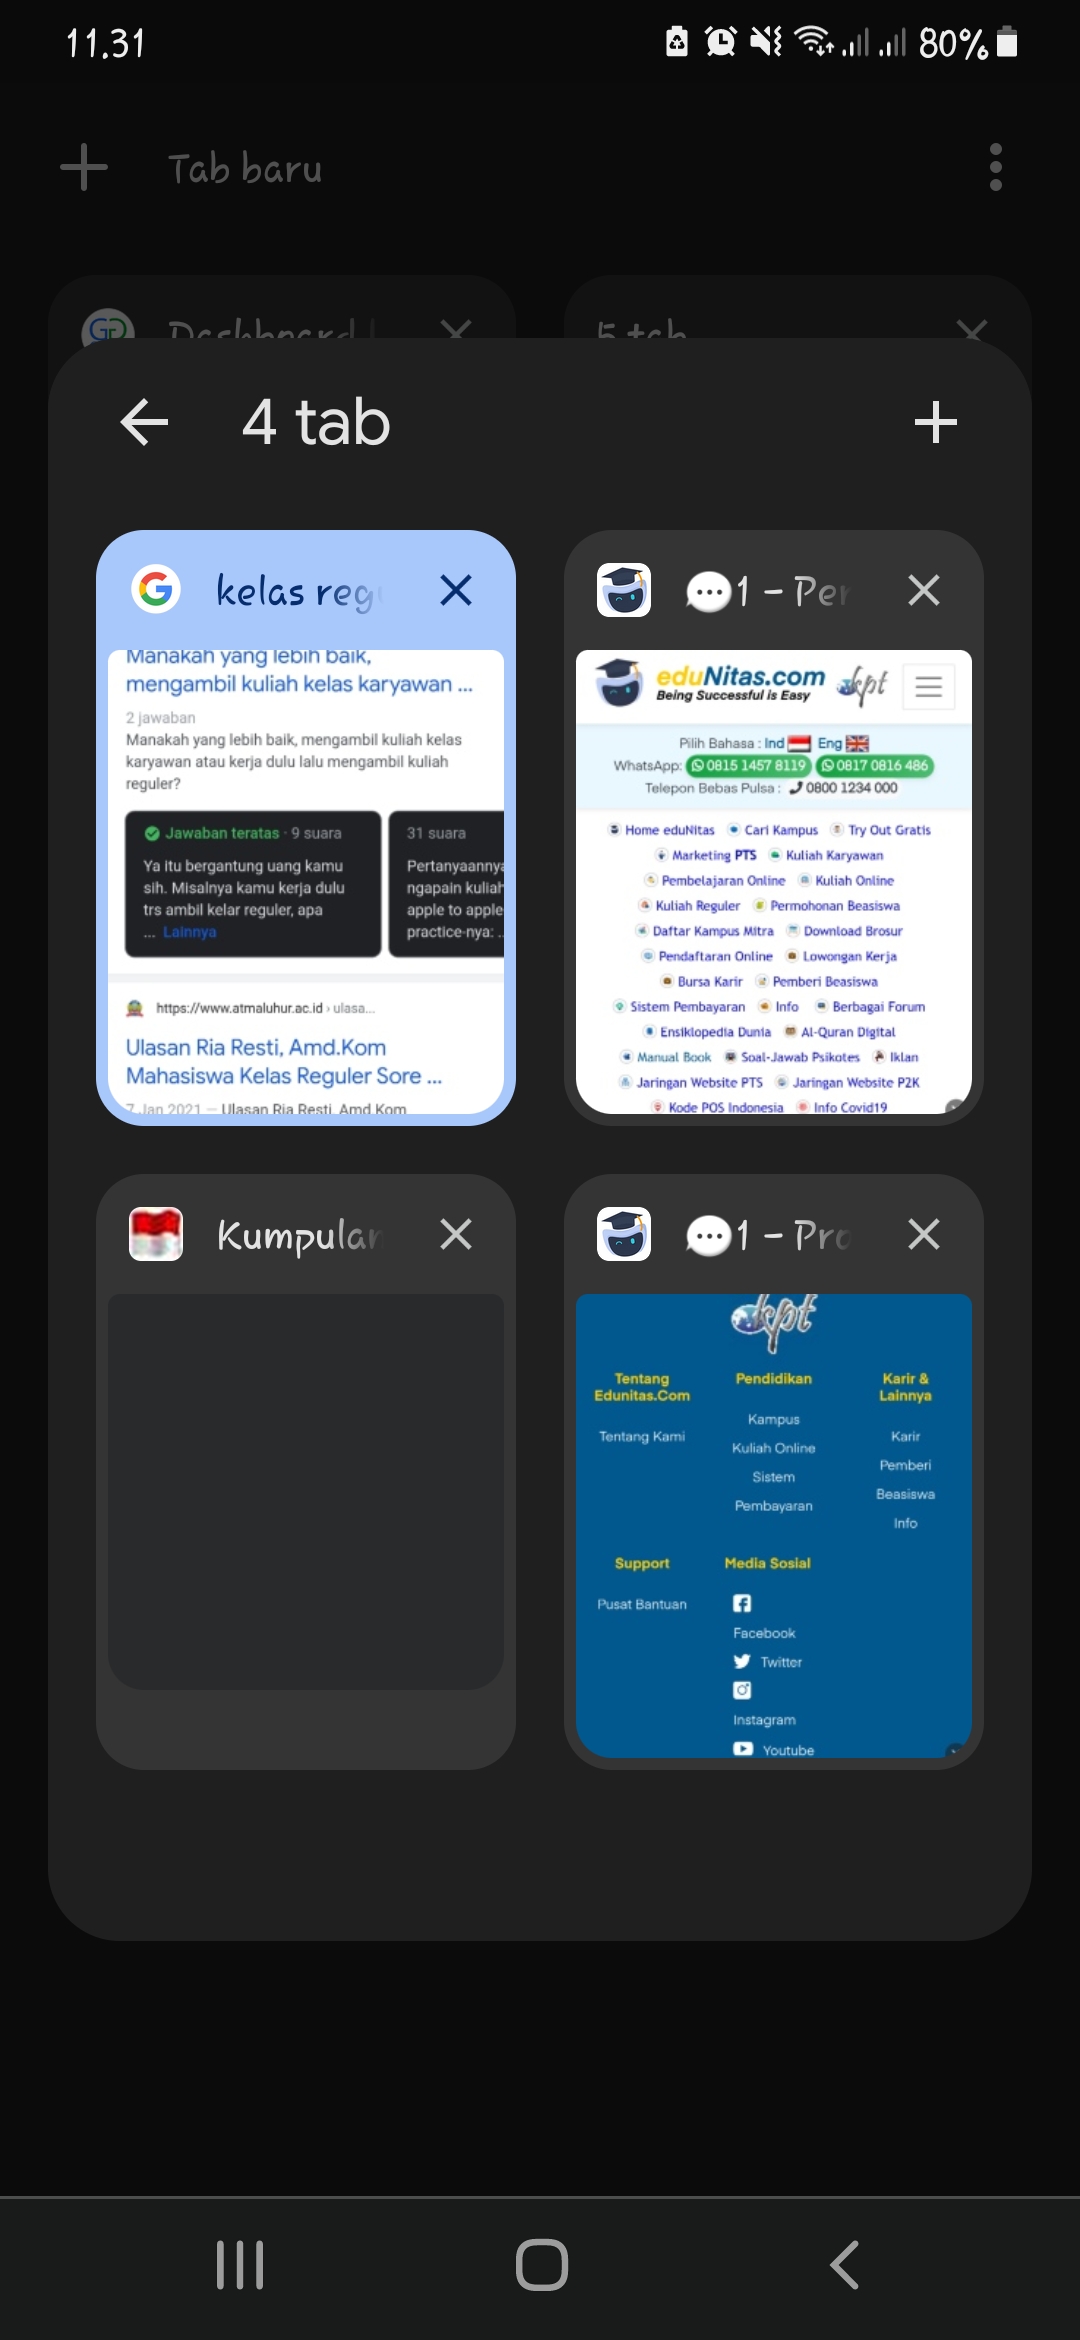 11.31
80%
Tab baru
Dashboard
5 tab
4 tab
kelas reg
Manakah yang lebih baik,
mengambil kuliah kelas karyawan ...
2 jawaban
Manakah yang lebih baik, mengambil kuliah kelas
karyawan atau kerja dulu lalu mengambil kuliah
reguler?
Jawaban teratas · 9 suara
Ya itu bergantung uang kamu
sih. Misalnya kamu kerja dulu
trs ambil kelar reguler, apa
... Lainnya
31 suara
Pertanyaannya
ngapain kuliah
apple to apple
practice-nya: ..
https://www.atmaluhur.ac.id › ulasa...
Ulasan Ria Resti, Amd.Kom
Mahasiswa Kelas Reguler Sore ...
7 Jan 2021 — Ulasan Ria Resti, Amd.Kom
1 – Per
eduNitas.com
Being Successful is Easy
kpt
Pilih Bahasa : Ind Eng
WhatsApp: 0815 1457 8119 0817 0816 486
Telepon Bebas Pulsa : 0800 1234 000
Home eduNitas Cari Kampus Try Out Gratis
Marketing PTS Kuliah Karyawan
Pembelajaran Online Kuliah Online
Kuliah Reguler Permohonan Beasiswa
Daftar Kampus Mitra Download Brosur
Pendaftaran Online Lowongan Kerja
Bursa Karir Pemberi Beasiswa
Sistem Pembayaran Info Berbagai Forum
Ensiklopedia Dunia Al-Quran Digital
Manual Book Soal-Jawab Psikotes Iklan
Jaringan Website PTS Jaringan Website P2K
Kode POS Indonesia Info Covid19
Kumpulan
1 – Pro
kpt
Tentang
Edunitas.Com
Tentang Kami
Pendidikan
Kampus
Kuliah Online
Sistem
Pembayaran
Karir &
Lainnya
Karir
Pemberi
Beasiswa
Info
Support
Pusat Bantuan
Media Sosial
Facebook
Twitter
Instagram
Youtube